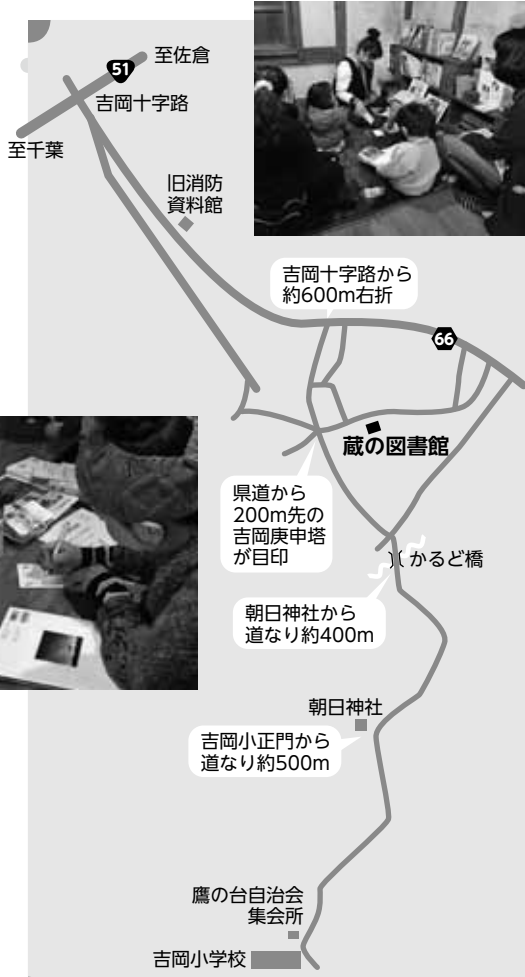 至佐倉
51
吉岡十字路
至千葉
旧消防
資料館
吉岡十字路から
約600m右折
66
蔵の図書館
県道から
200m先の
吉岡庚申塔
が目印
かるど橋
朝日神社から
道なり約400m
朝日神社
吉岡小正門から
道なり約500m
鷹の台自治会
集会所
吉岡小学校